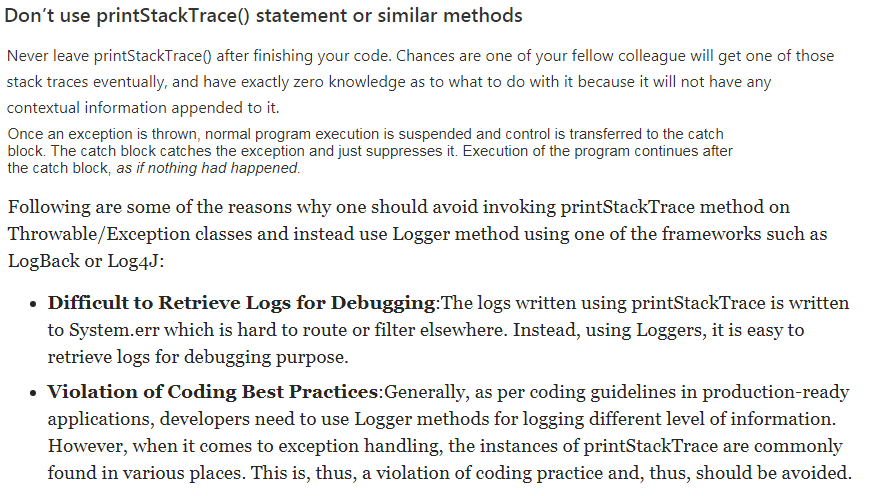 Don’t use printStackTrace() statement or similar methods
Never leave printStackTrace() after finishing your code. Chances are one of your fellow colleague will get one of those
stack traces eventually, and have exactly zero knowledge as to what to do with it because it will not have any
contextual information appended to it.
Once an exception is thrown, normal program execution is suspended and control is transferred to the catch
block. The catch block catches the exception and just suppresses it. Execution of the program continues after
the catch block, as if nothing had happened.
Following are some of the reasons why one should avoid invoking printStackTrace method on
Throwable/Exception classes and instead use Logger method using one of the frameworks such as
LogBack or Log4J:
• Difficult to Retrieve Logs for Debugging:The logs written using printStackTrace is written
to System.err which is hard to route or filter elsewhere. Instead, using Loggers, it is easy to
retrieve logs for debugging purpose.
• Violation of Coding Best Practices:Generally, as per coding guidelines in production-ready
applications, developers need to use Logger methods for logging different level of information.
However, when it comes to exception handling, the instances of printStackTrace are commonly
found in various places. This is, thus, a violation of coding practice and, thus, should be avoided.